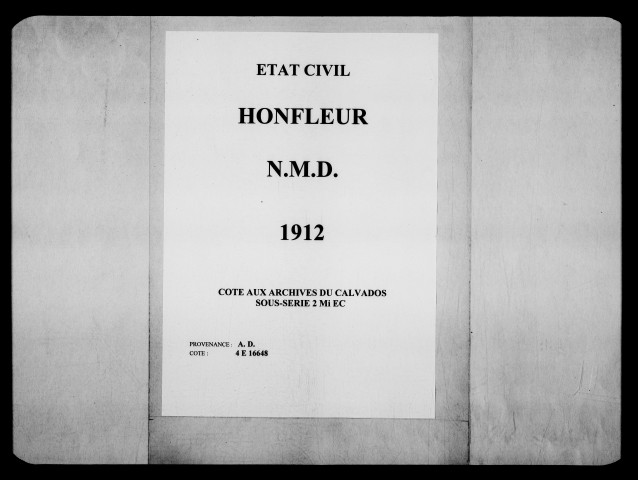 ETAT CIVIL
HONFLEUR
N.M.D.
1912
COTE AUX ARCHIVES DU CALVADOS
SOUS-SERIE 2 Mi EC
PROVENANCE : A. D.
COTE : 4 E 16648